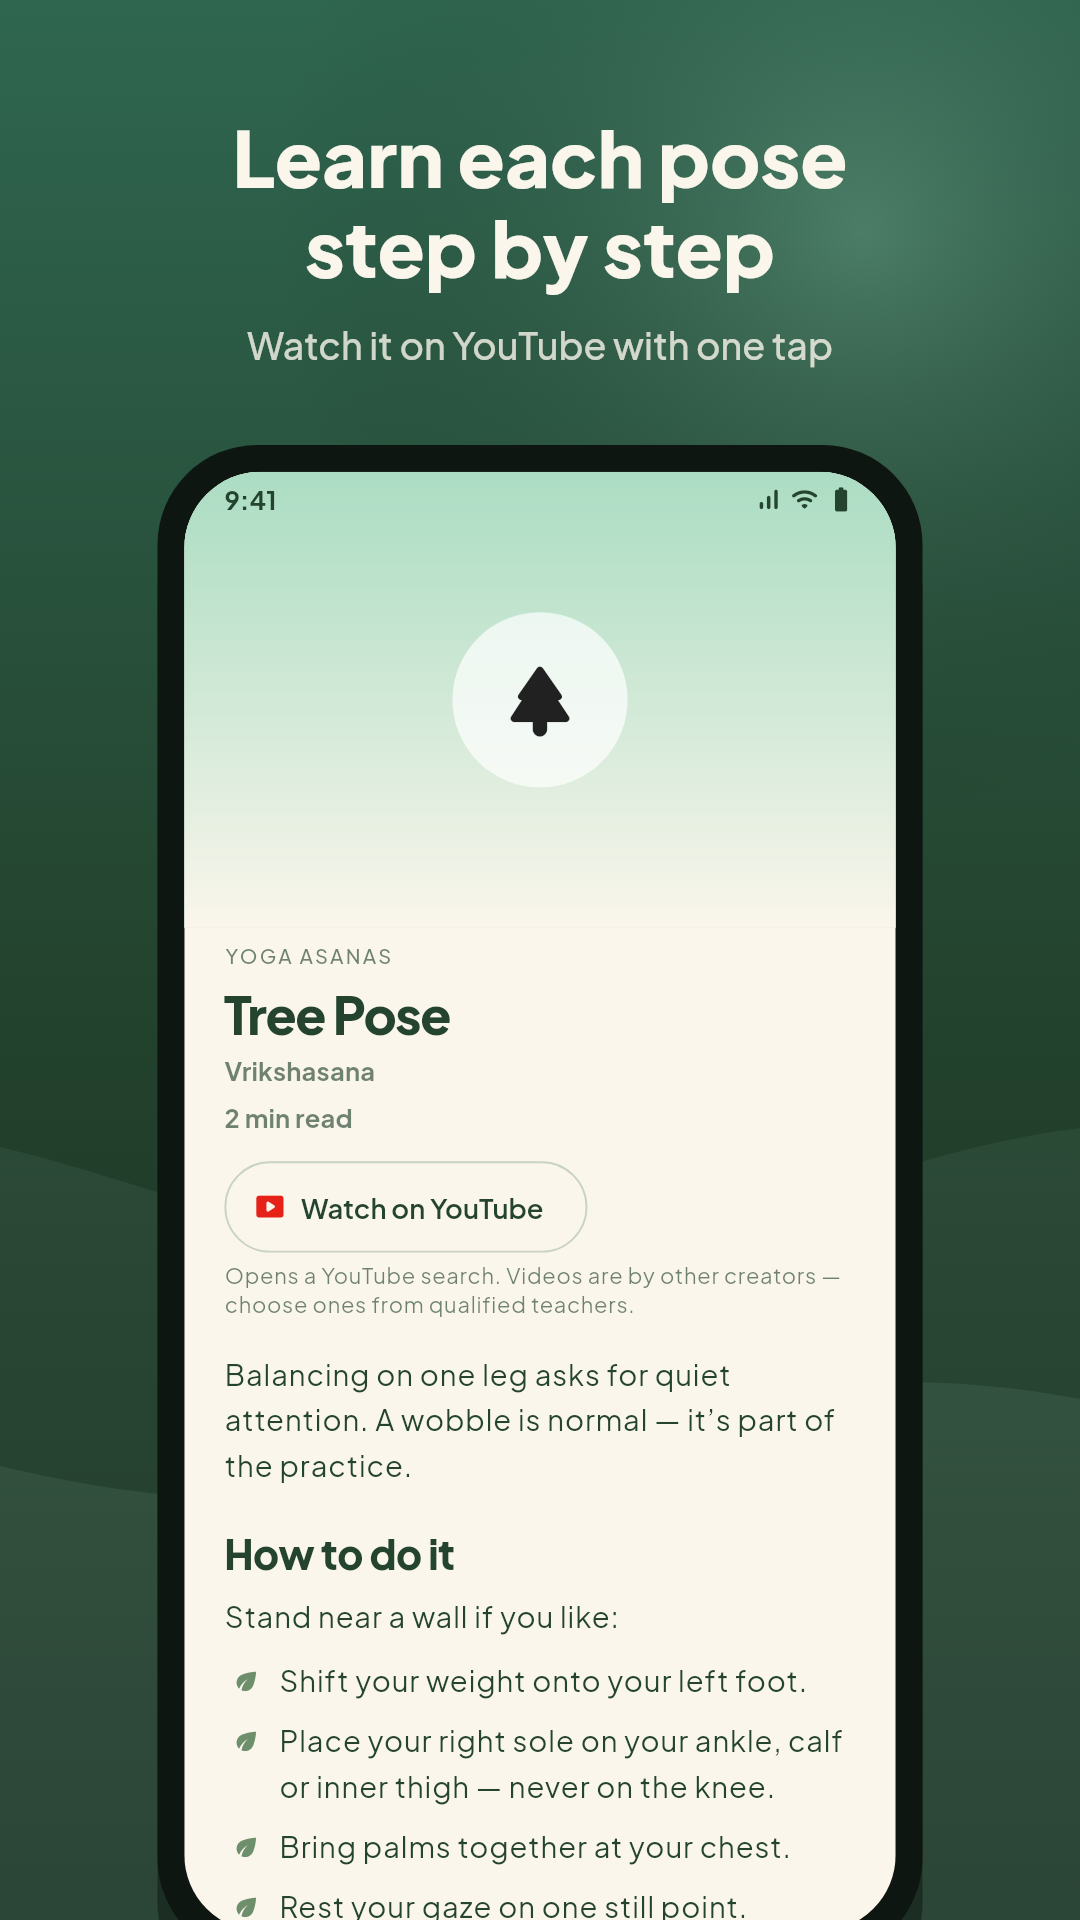 Learn each pose
step by step
Watch it on YouTube with one tap
9:41
YOGA ASANAS
Tree Pose
Vrikshasana
2 min read
Watch on YouTube
Opens a YouTube search. Videos are by other creators —
choose ones from qualified teachers.
Balancing on one leg asks for quiet
attention. A wobble is normal — it’s part of
the practice.
How to do it
Stand near a wall if you like:
Shift your weight onto your left foot.
Place your right sole on your ankle, calf
or inner thigh — never on the knee.
Bring palms together at your chest.
Rest your gaze on one still point.